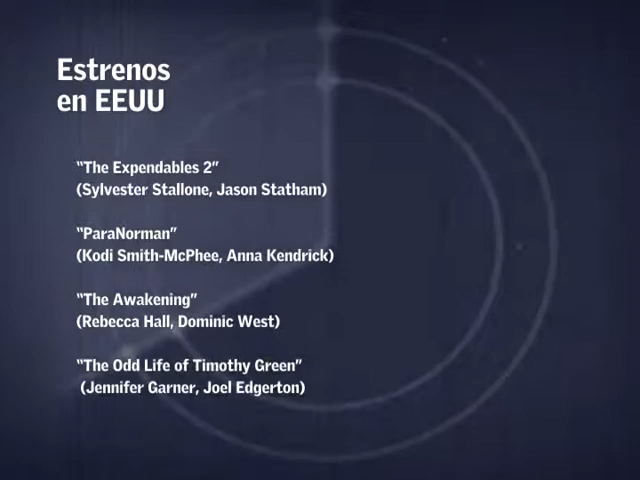 Estrenos
en EEUU
"The Expendables 2"
(Sylvester Stallone, Jason Statham)
"ParaNorman"
(Kodi Smith-McPhee, Anna Kendrick)
"The Awakening"
(Rebecca Hall, Dominic West)
"The Odd Life of Timothy Green"
(Jennifer Garner, Joel Edgerton)